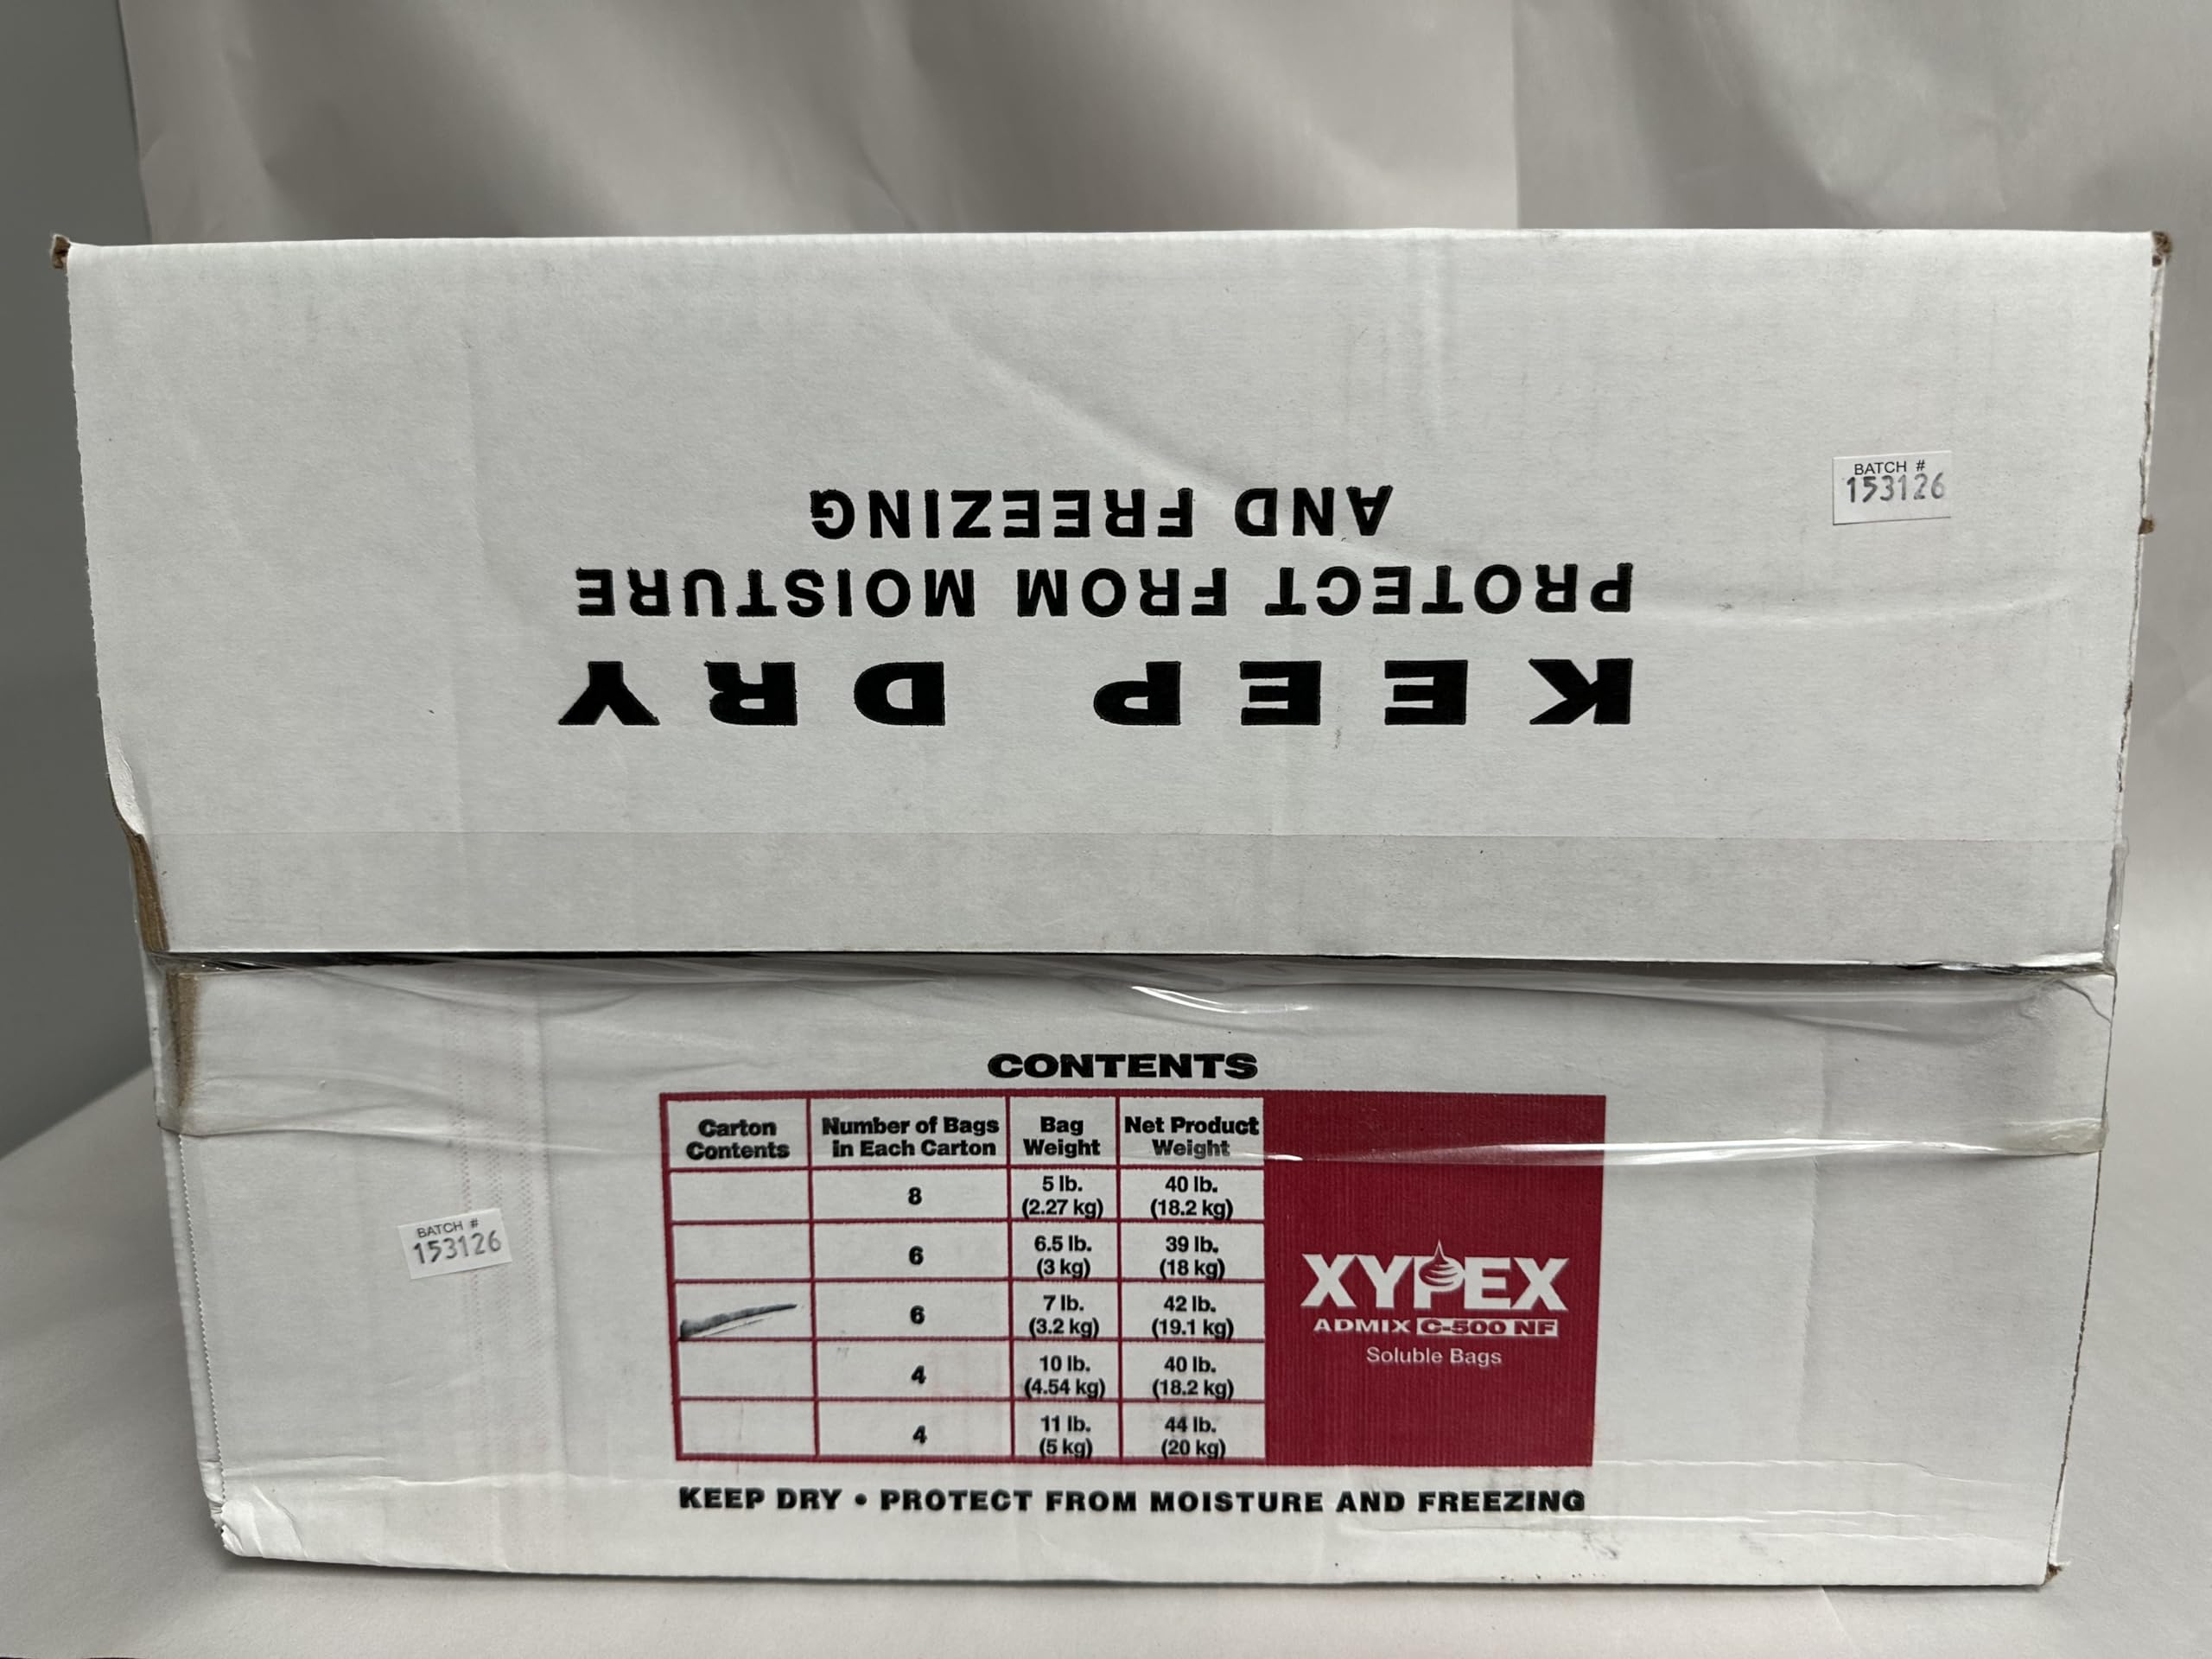 KEEP DRY
PROTECT FROM MOISTURE
AND FREEZING
BATCH #
153126
CONTENTS
Carton Contents Number of Bags in Each Carton Bag Weight Net Product Weight
8 5 lb. (2.27 kg) 40 lb. (18.2 kg)
6 6.5 lb. (3 kg) 39 lb. (18 kg)
6 7 lb. (3.2 kg) 42 lb. (19.1 kg)
4 10 lb. (4.54 kg) 40 lb. (18.2 kg)
4 11 lb. (5 kg) 44 lb. (20 kg)
XYPEX
ADMIX C-500 NF
Soluble Bags
BATCH #
153126
KEEP DRY • PROTECT FROM MOISTURE AND FREEZING